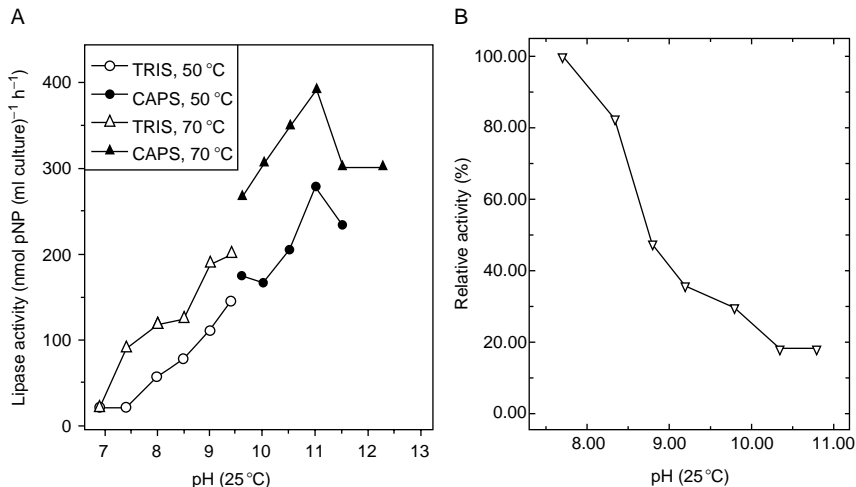 A
Lipase activity (nmol pNP (ml culture)⁻¹ h⁻¹)
400
300
200
100
0
TRIS, 50 °C
CAPS, 50 °C
TRIS, 70 °C
CAPS, 70 °C
7 8 9 10 11 12 13
pH (25°C)
B
Relative activity (%)
100.00
80.00
60.00
40.00
20.00
0.00
8.00 9.00 10.00 11.00
pH (25°C)